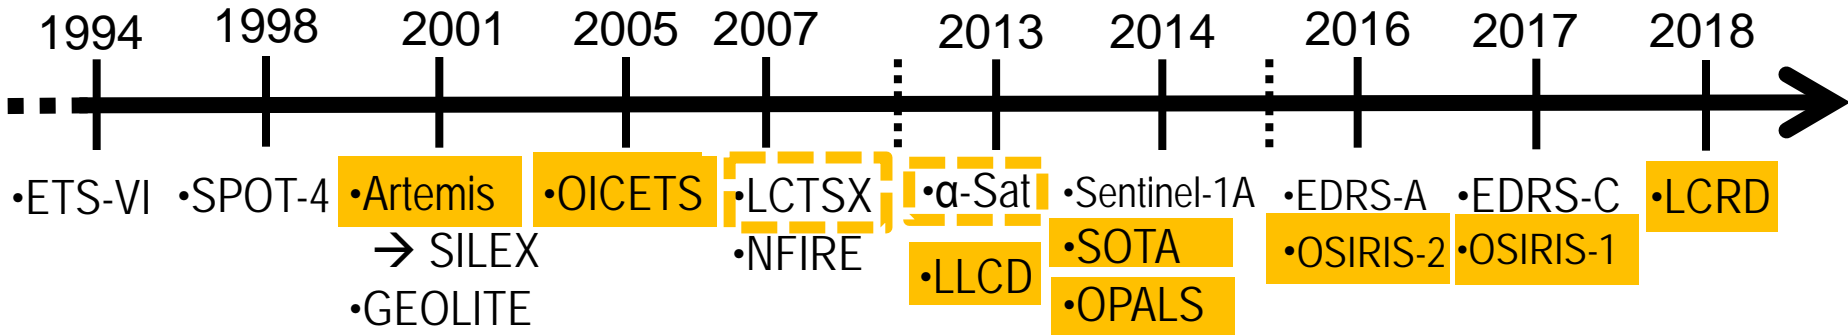 1994 1998 2001 2005 2007 2013 2014 2016 2017 2018
•ETS-VI •SPOT-4 •Artemis •OICETS •LCTSX •α-Sat •Sentinel-1A •EDRS-A •EDRS-C •LCRD
→ SILEX •NFIRE •LLCD •SOTA •OSIRIS-2 •OSIRIS-1
•GEOLITE •OPALS